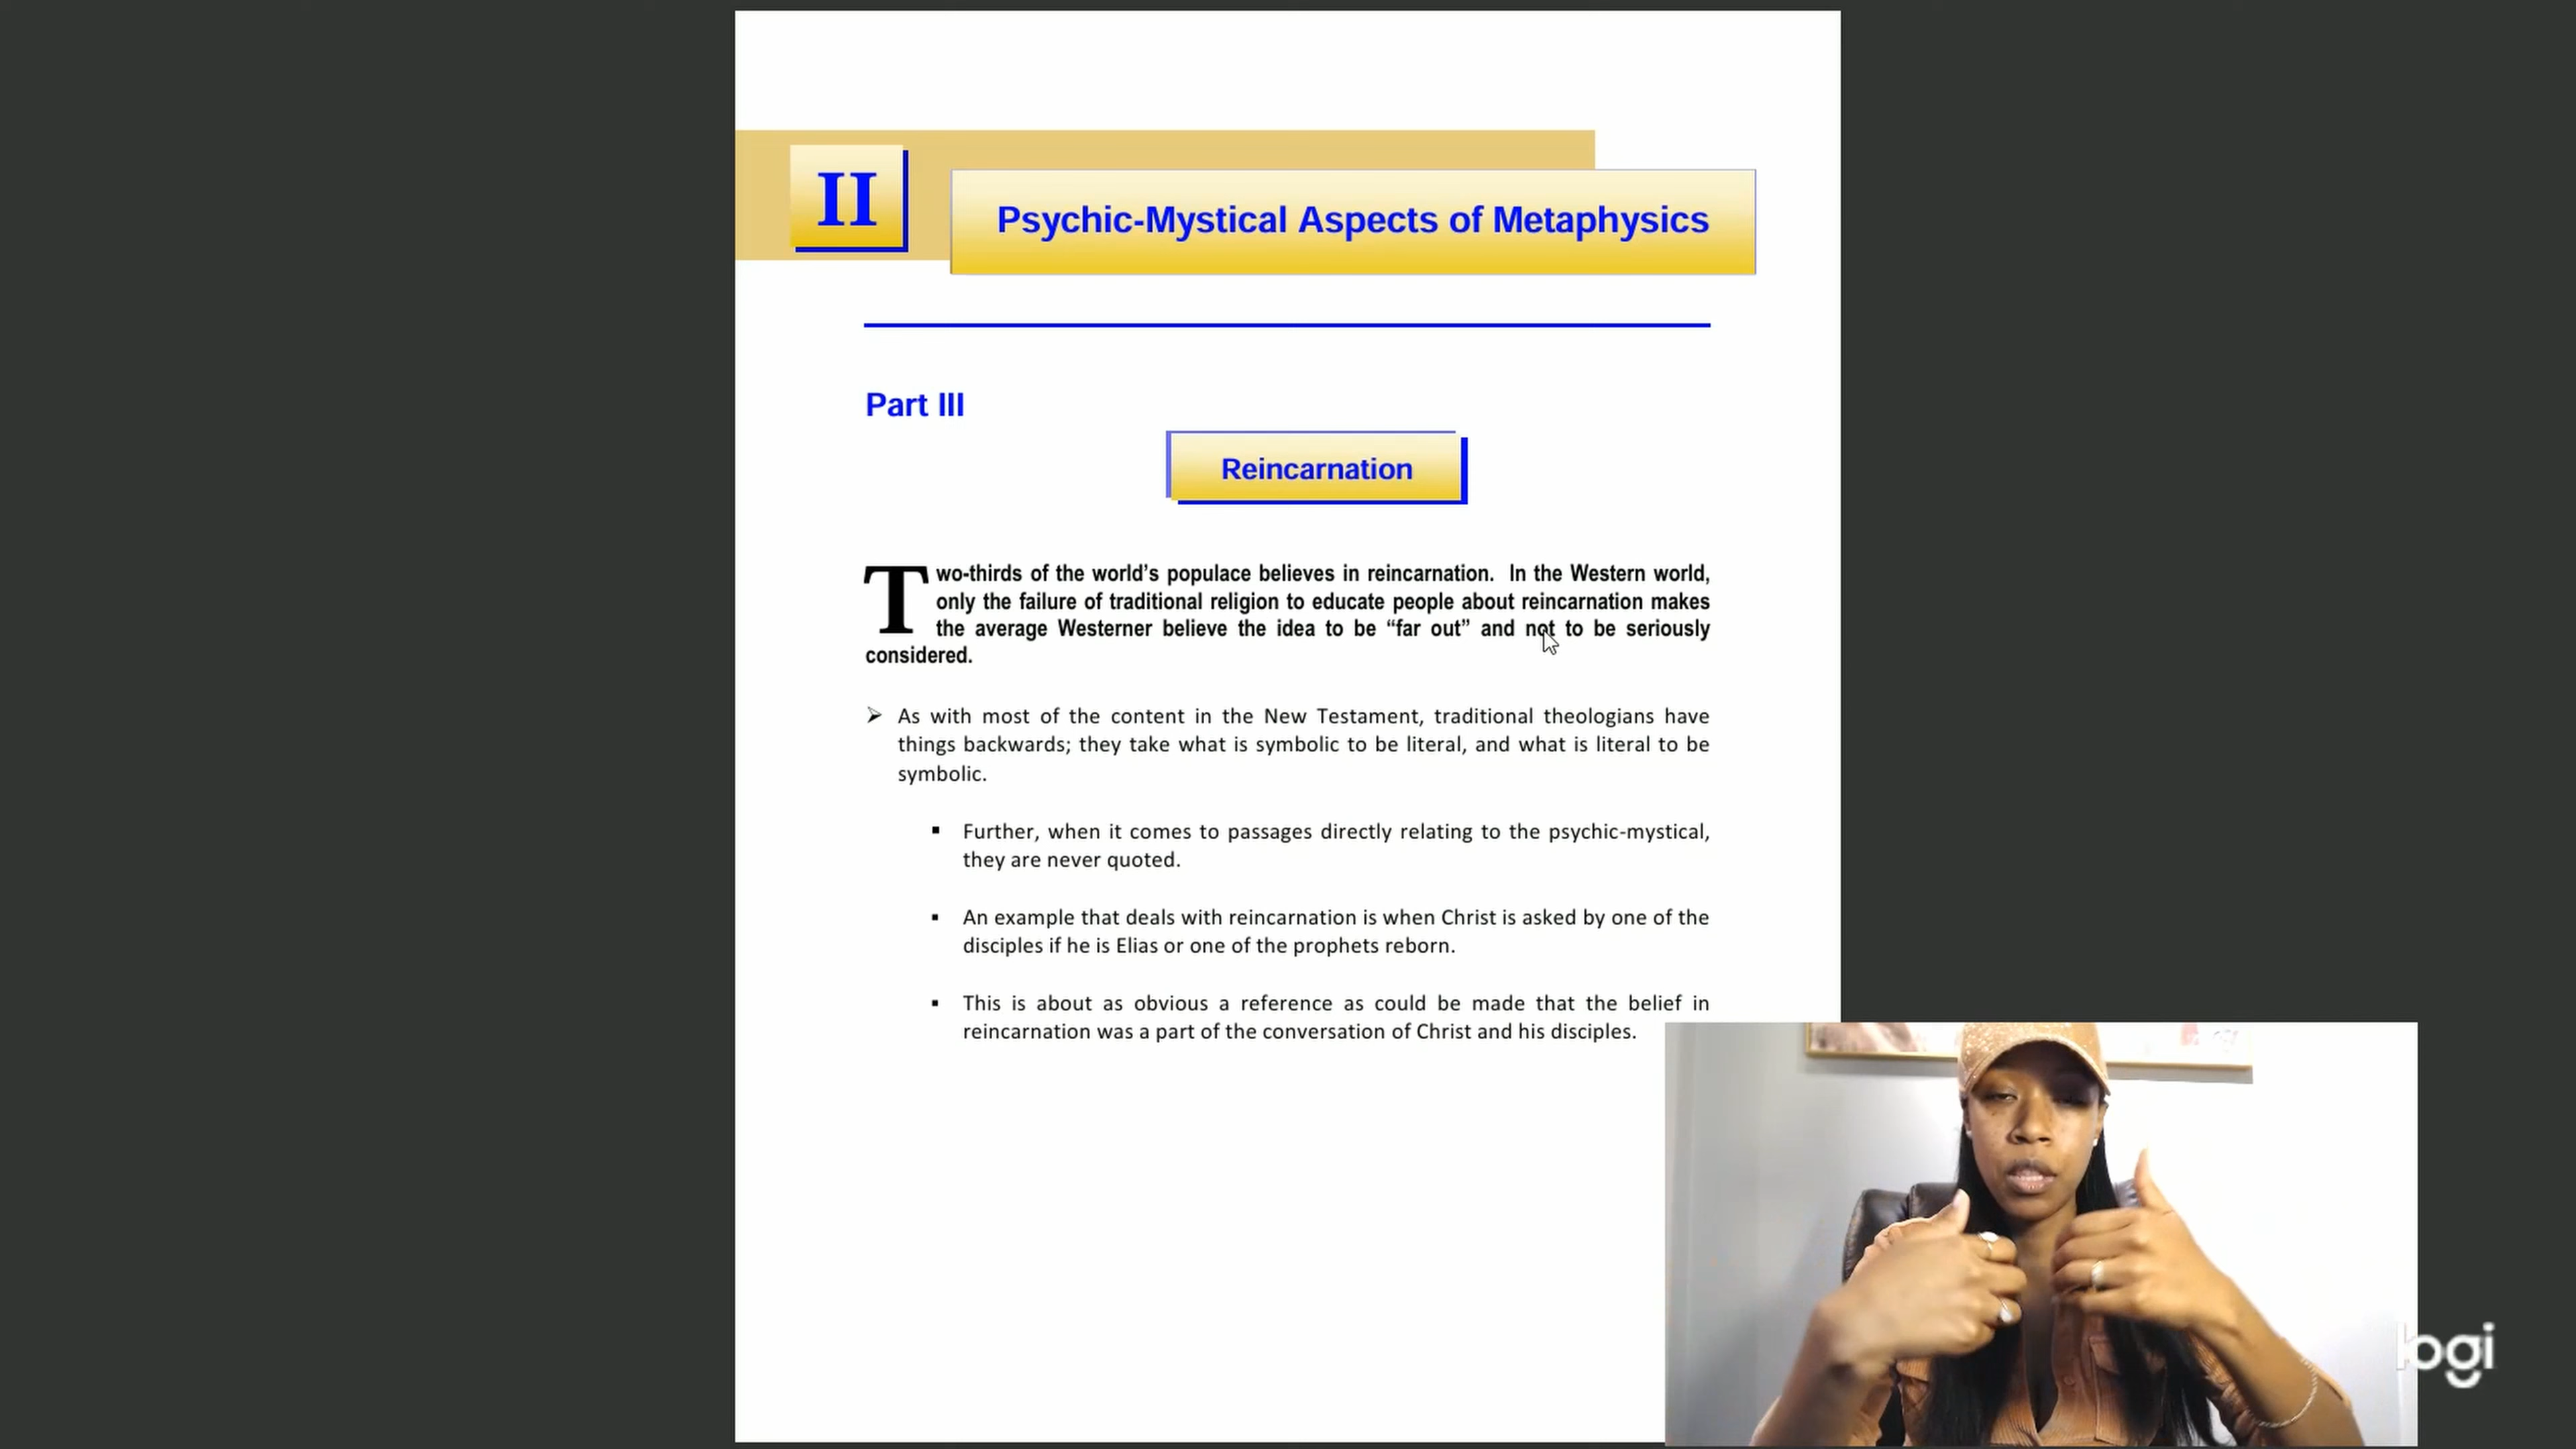 II
Psychic-Mystical Aspects of Metaphysics
Part III
Reincarnation
Two-thirds of the world's populace believes in reincarnation. In the Western world,
only the failure of traditional religion to educate people about reincarnation makes
the average Westerner believe the idea to be “far out” and not to be seriously
considered.
➢ As with most of the content in the New Testament, traditional theologians have
things backwards; they take what is symbolic to be literal, and what is literal to be
symbolic.
▪ Further, when it comes to passages directly relating to the psychic-mystical,
they are never quoted.
▪ An example that deals with reincarnation is when Christ is asked by one of the
disciples if he is Elias or one of the prophets reborn.
▪ This is about as obvious a reference as could be made that the belief in
reincarnation was a part of the conversation of Christ and his disciples.
logi